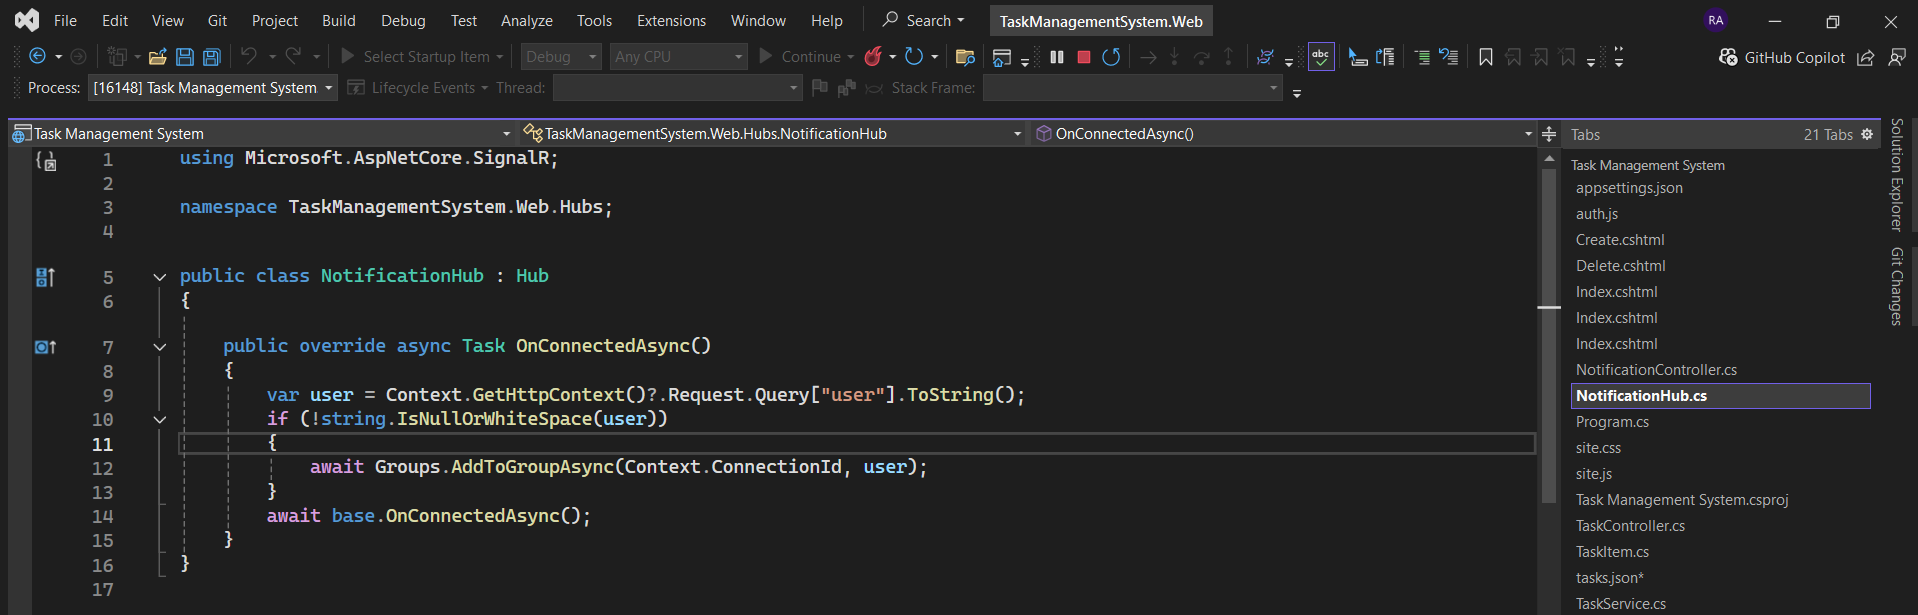 File Edit View Git Project Build Debug Test Analyze Tools Extensions Window Help Search TaskManagementSystem.Web RA
Select Startup Item Debug Any CPU Continue abc GitHub Copilot
Process: [16148] Task Management System Lifecycle Events Thread: Stack Frame:
Task Management System TaskManagementSystem.Web.Hubs.NotificationHub OnConnectedAsync()
1 using Microsoft.AspNetCore.SignalR;
2
3 namespace TaskManagementSystem.Web.Hubs;
4
5 public class NotificationHub : Hub
6 {
7 public override async Task OnConnectedAsync()
8 {
9 var user = Context.GetHttpContext()?.Request.Query["user"].ToString();
10 if (!string.IsNullOrWhiteSpace(user))
11 {
12 await Groups.AddToGroupAsync(Context.ConnectionId, user);
13 }
14 await base.OnConnectedAsync();
15 }
16 }
17
Tabs 21 Tabs
Task Management System
appsettings.json
auth.js
Create.cshtml
Delete.cshtml
Index.cshtml
Index.cshtml
Index.cshtml
NotificationController.cs
NotificationHub.cs
Program.cs
site.css
site.js
Task Management System.csproj
TaskController.cs
TaskItem.cs
tasks.json*
TaskService.cs
Solution Explorer
Git Changes